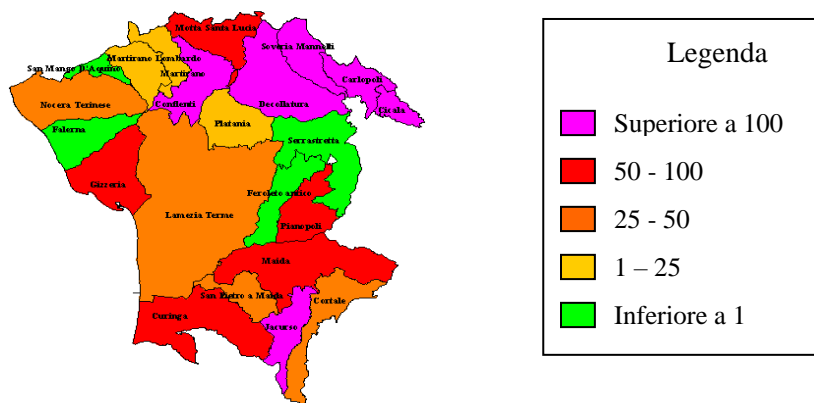 Motta Santa Lucia
Soveria Mannelli
Martirano Lombardo
San Mango D'Aquino
Martirano
Carlopoli
Nocera Terinese
Conflenti
Decollatura
Cicala
Falerna
Platania
Serrastretta
Gizzeria
Feroleto antico
Lamezia Terme
Pianopoli
Maida
San Pietro a Maida
Cortale
Curinga
Jacurso
Legenda
Superiore a 100
50 - 100
25 - 50
1 – 25
Inferiore a 1